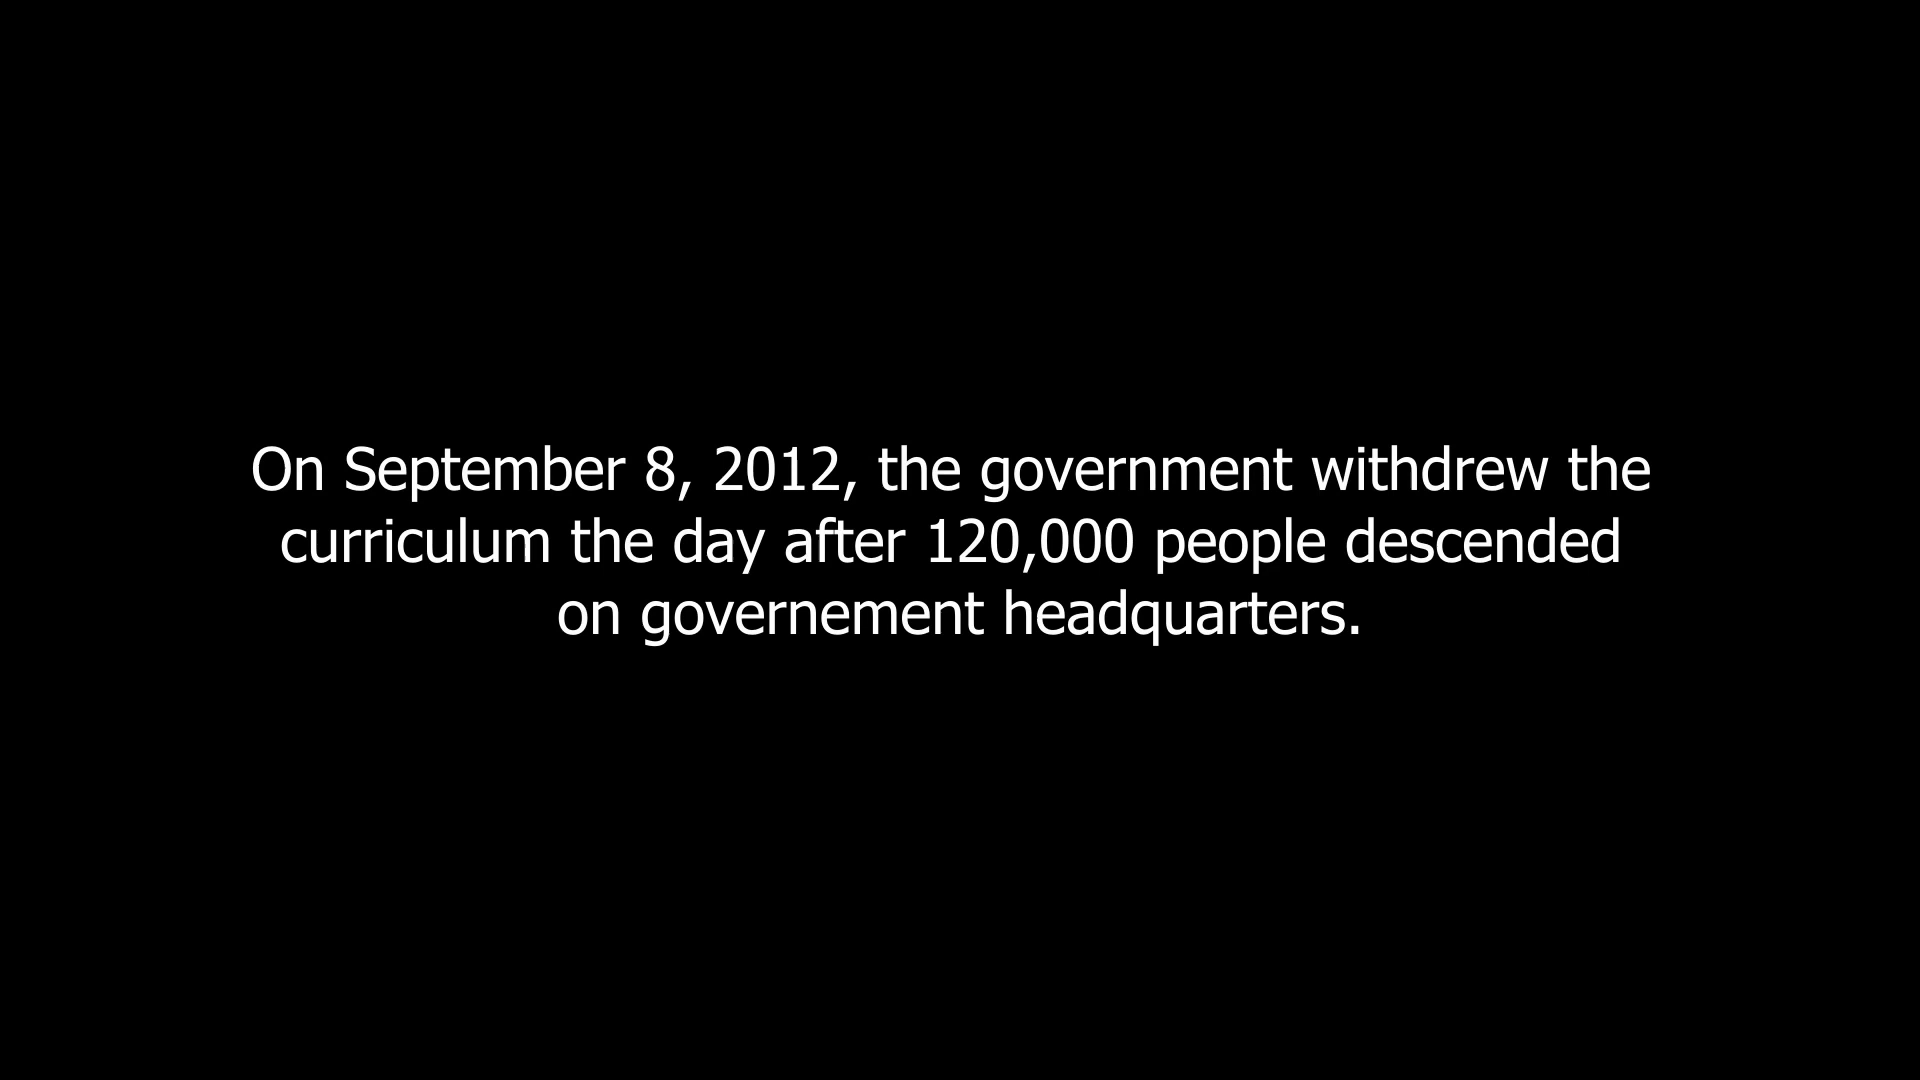 On September 8, 2012, the government withdrew the
curriculum the day after 120,000 people descended
on governement headquarters.